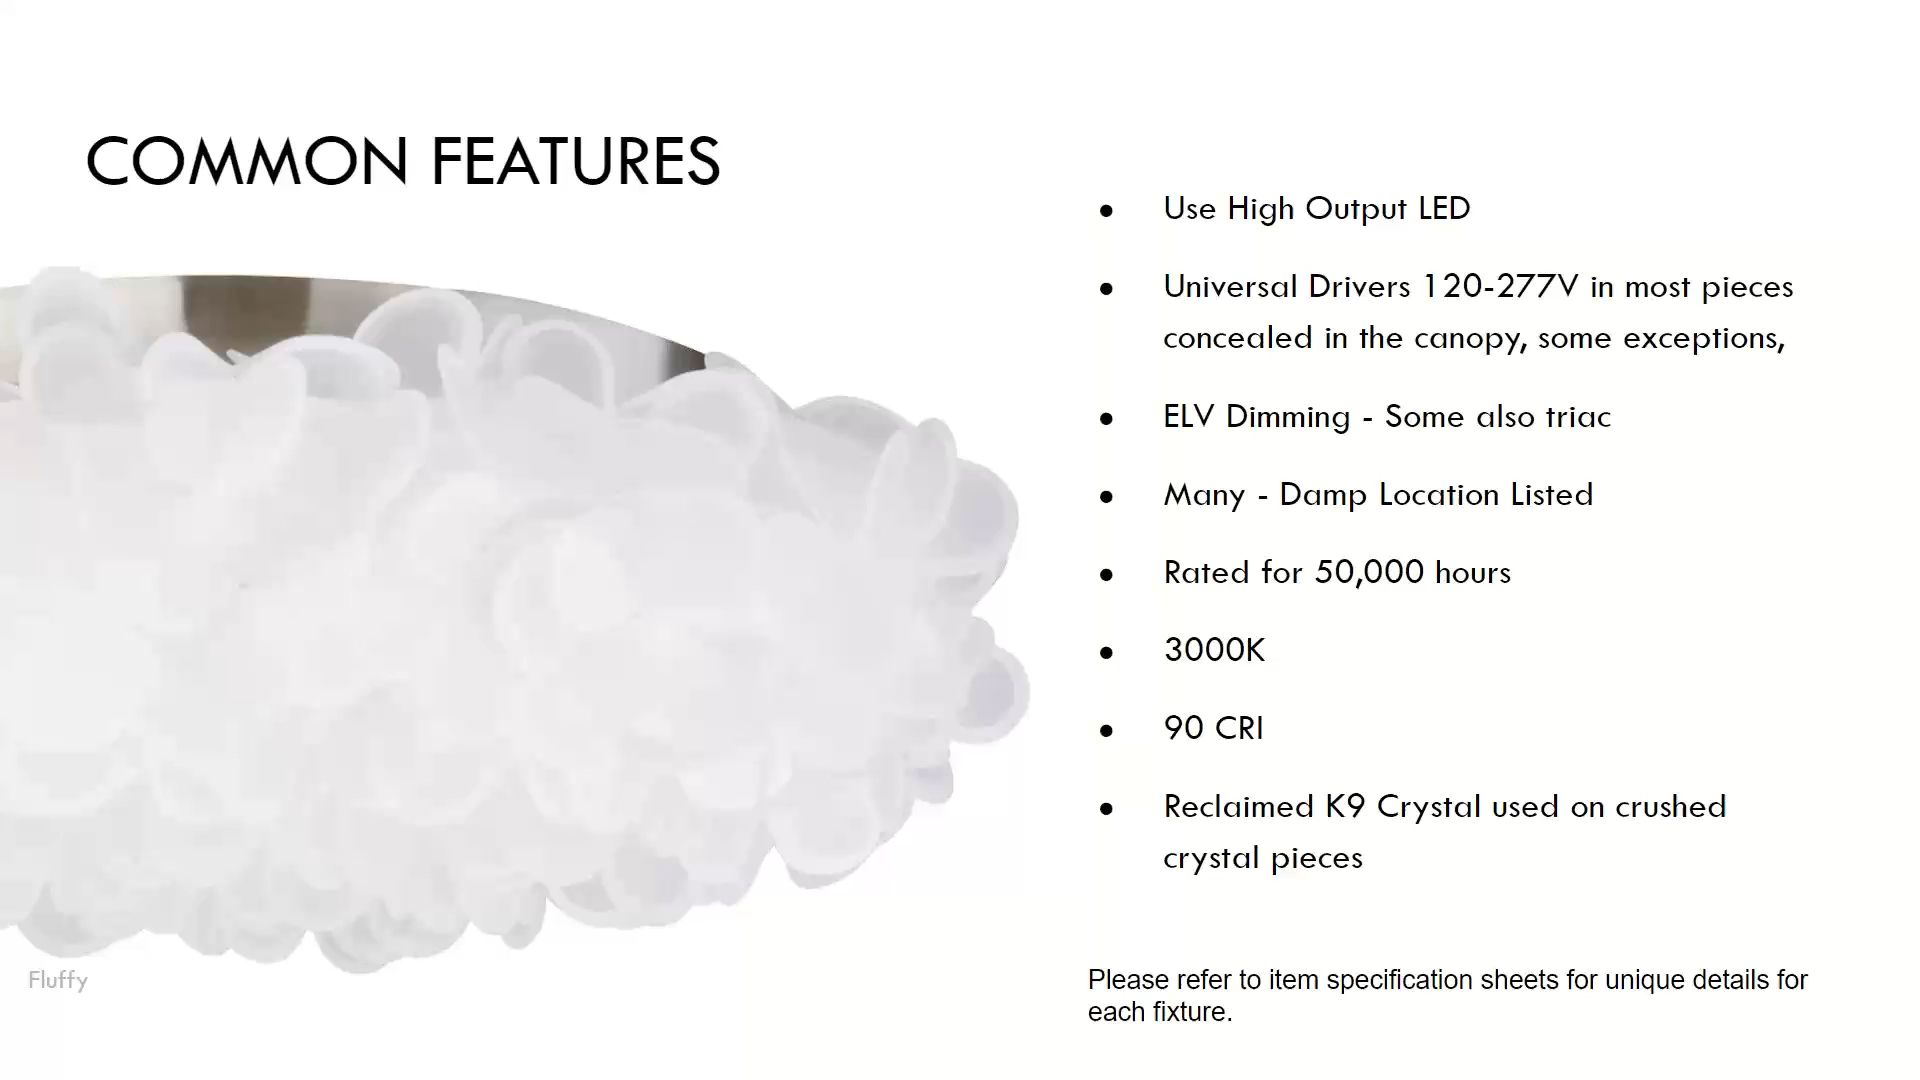 COMMON FEATURES
● Use High Output LED
● Universal Drivers 120-277V in most pieces
concealed in the canopy, some exceptions,
● ELV Dimming - Some also triac
● Many - Damp Location Listed
● Rated for 50,000 hours
● 3000K
● 90 CRI
● Reclaimed K9 Crystal used on crushed
crystal pieces
Fluffy
Please refer to item specification sheets for unique details for
each fixture.